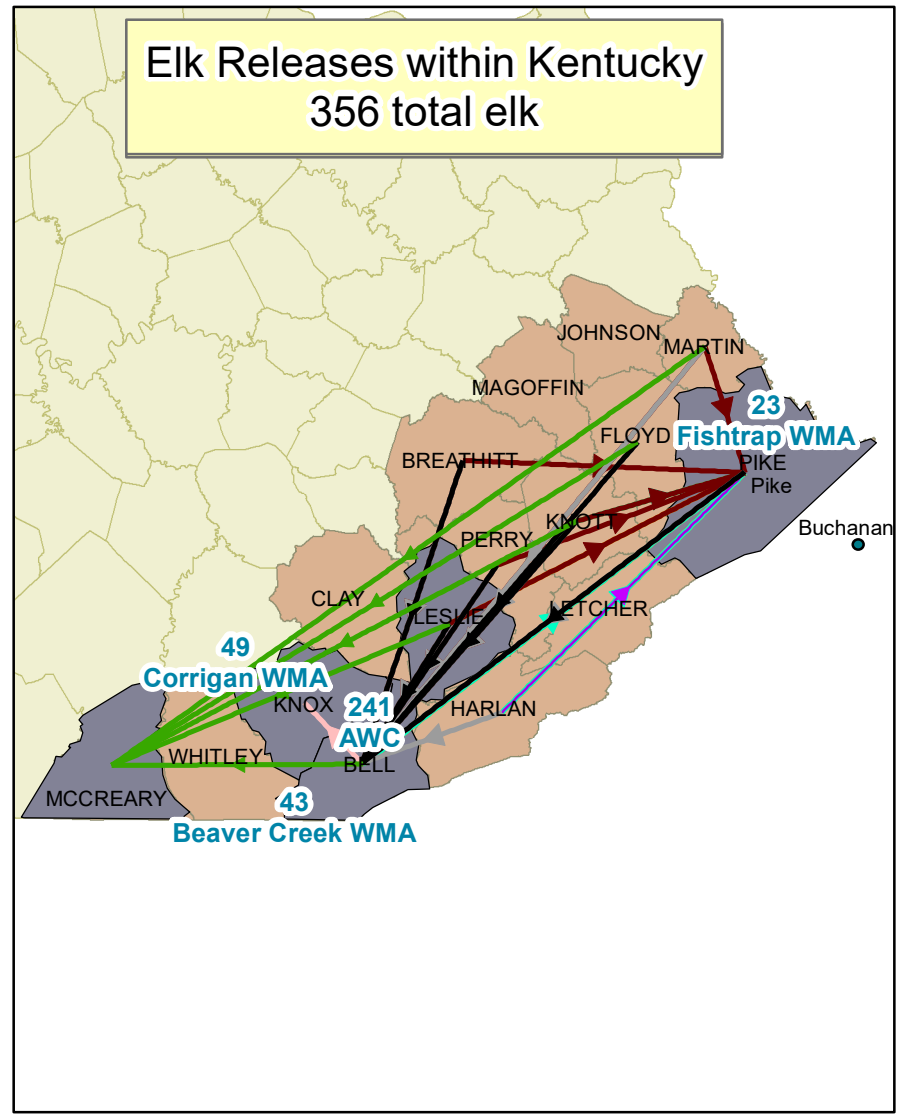 Elk Releases within Kentucky
356 total elk
JOHNSON
MARTIN
MAGOFFIN
23
Fishtrap WMA
FLOYD
BREATHITT
PIKE
Pike
KNOTT
Buchanan
PERRY
CLAY
LESLIE
LETCHER
49
Corrigan WMA
KNOX
241
AWC
HARLAN
WHITLEY
BELL
MCCREARY
43
Beaver Creek WMA